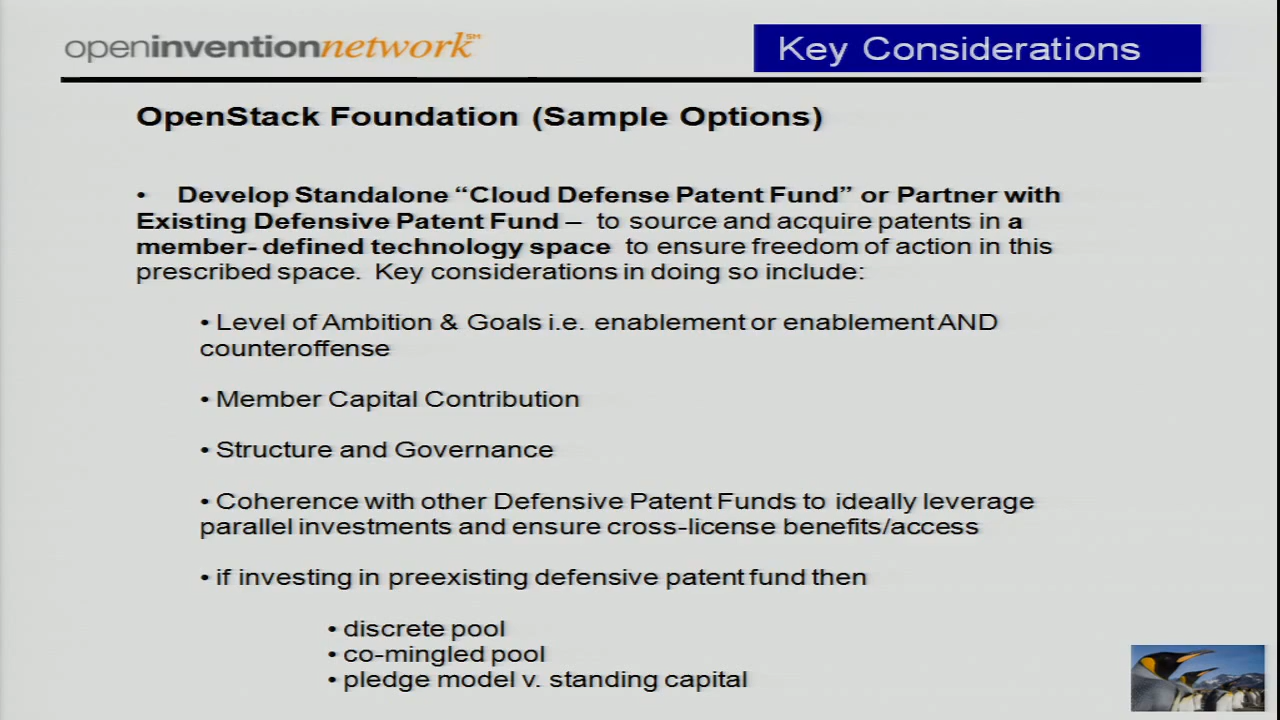 openinventionnetwork SM
Key Considerations
OpenStack Foundation (Sample Options)
• Develop Standalone “Cloud Defense Patent Fund” or Partner with
Existing Defensive Patent Fund – to source and acquire patents in a
member- defined technology space to ensure freedom of action in this
prescribed space. Key considerations in doing so include:
• Level of Ambition & Goals i.e. enablement or enablement AND
counteroffense
• Member Capital Contribution
• Structure and Governance
• Coherence with other Defensive Patent Funds to ideally leverage
parallel investments and ensure cross-license benefits/access
• if investing in preexisting defensive patent fund then
• discrete pool
• co-mingled pool
• pledge model v. standing capital